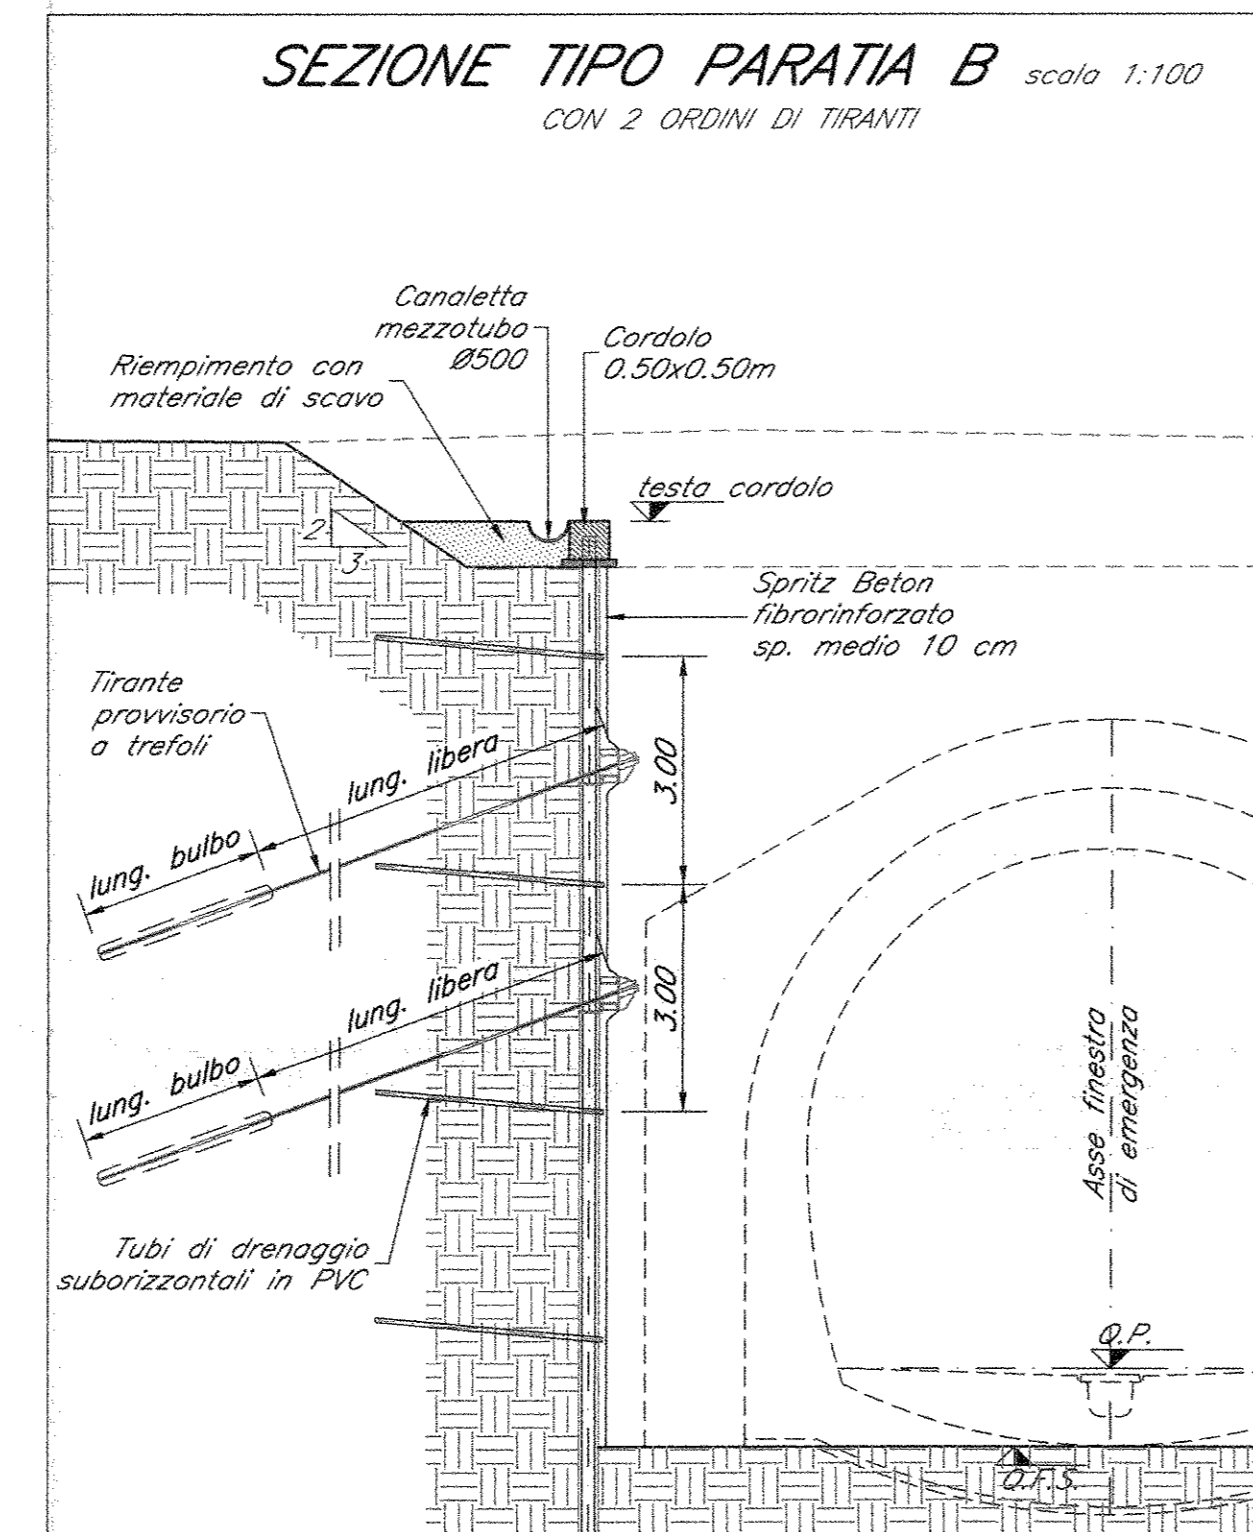 SEZIONE TIPO PARATIA B scala 1:100
CON 2 ORDINI DI TIRANTI
Canaletta
mezzotubo
Ø500
Cordolo
0.50x0.50m
Riempimento con
materiale di scavo
testa cordolo
2
3
Spritz Beton
fibrorinforzato
sp. medio 10 cm
Tirante
provvisorio
a trefoli
lung. libera
lung. bulbo
3.00
lung. libera
lung. bulbo
3.00
Asse finestra
di emergenza
Tubi di drenaggio
suborizzontali in PVC
Q.P.
Q.F.S.